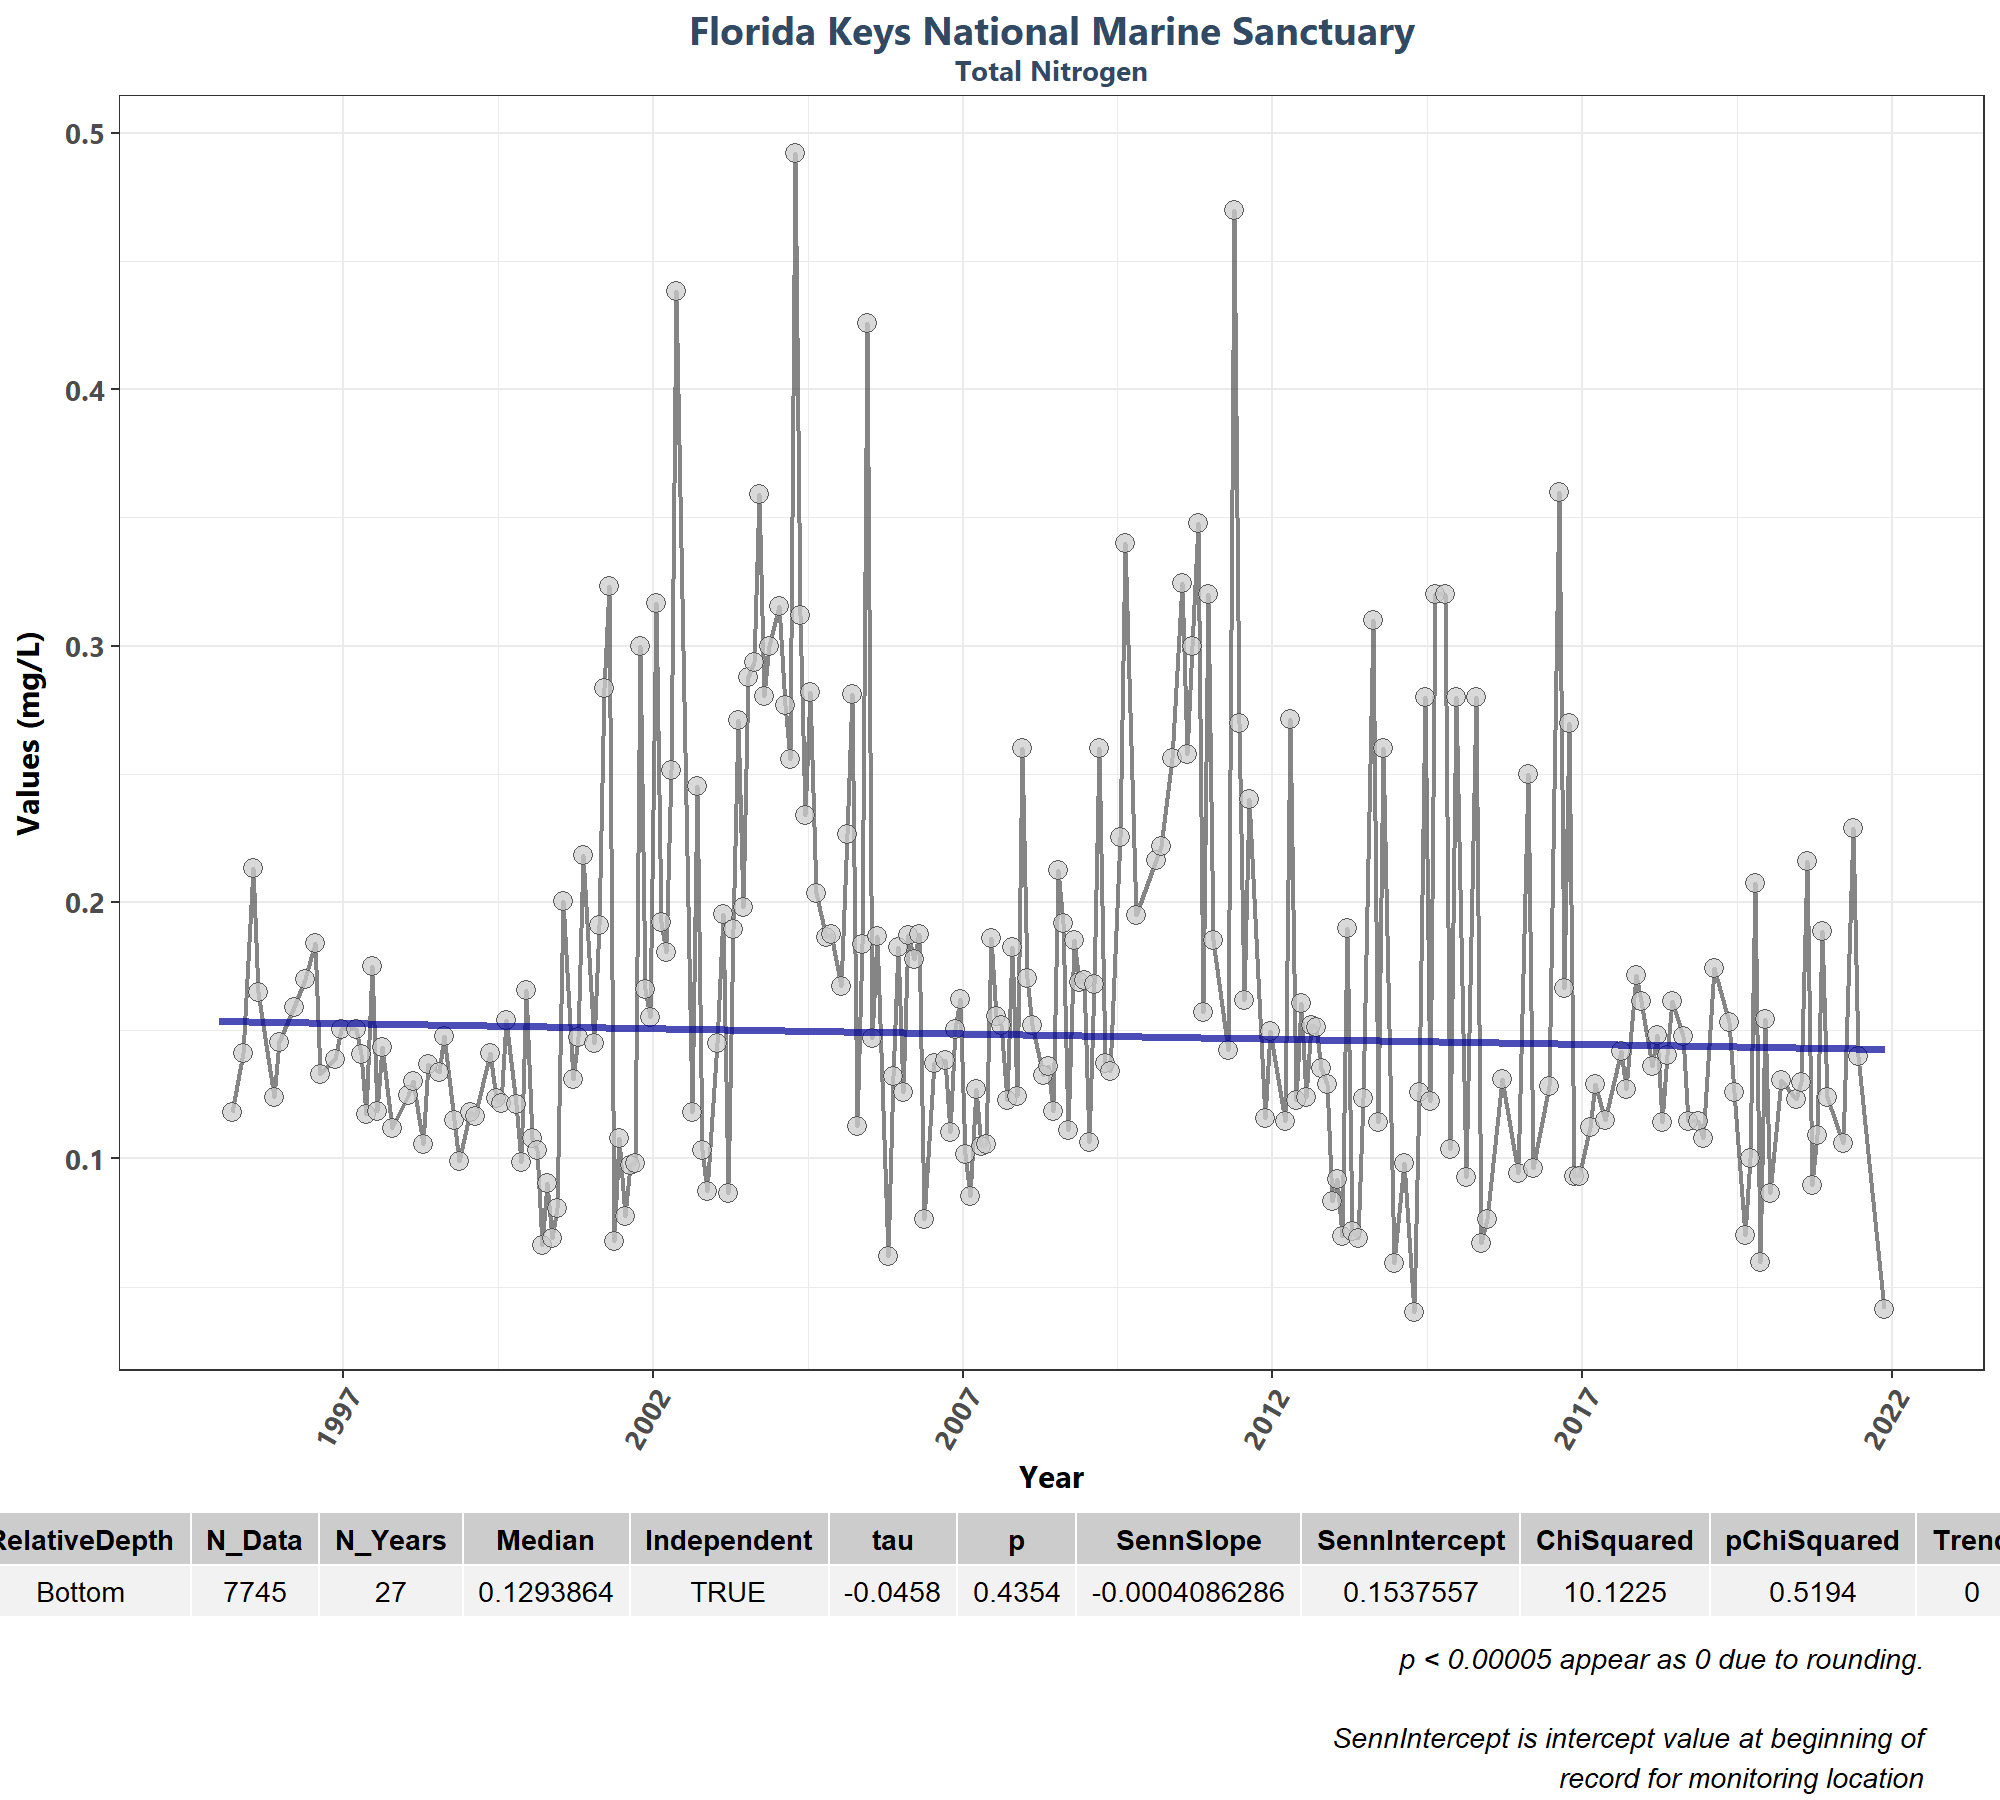 Florida Keys National Marine Sanctuary
Total Nitrogen
0.5
0.4
0.3
0.2
0.1
Values (mg/L)
1997 2002 2007 2012 2017 2022
Year
RelativeDepth N_Data N_Years Median Independent tau p SennSlope SennIntercept ChiSquared pChiSquared Trend
Bottom 7745 27 0.1293864 TRUE -0.0458 0.4354 -0.0004086286 0.1537557 10.1225 0.5194 0
p < 0.00005 appear as 0 due to rounding.
SennIntercept is intercept value at beginning of
record for monitoring location